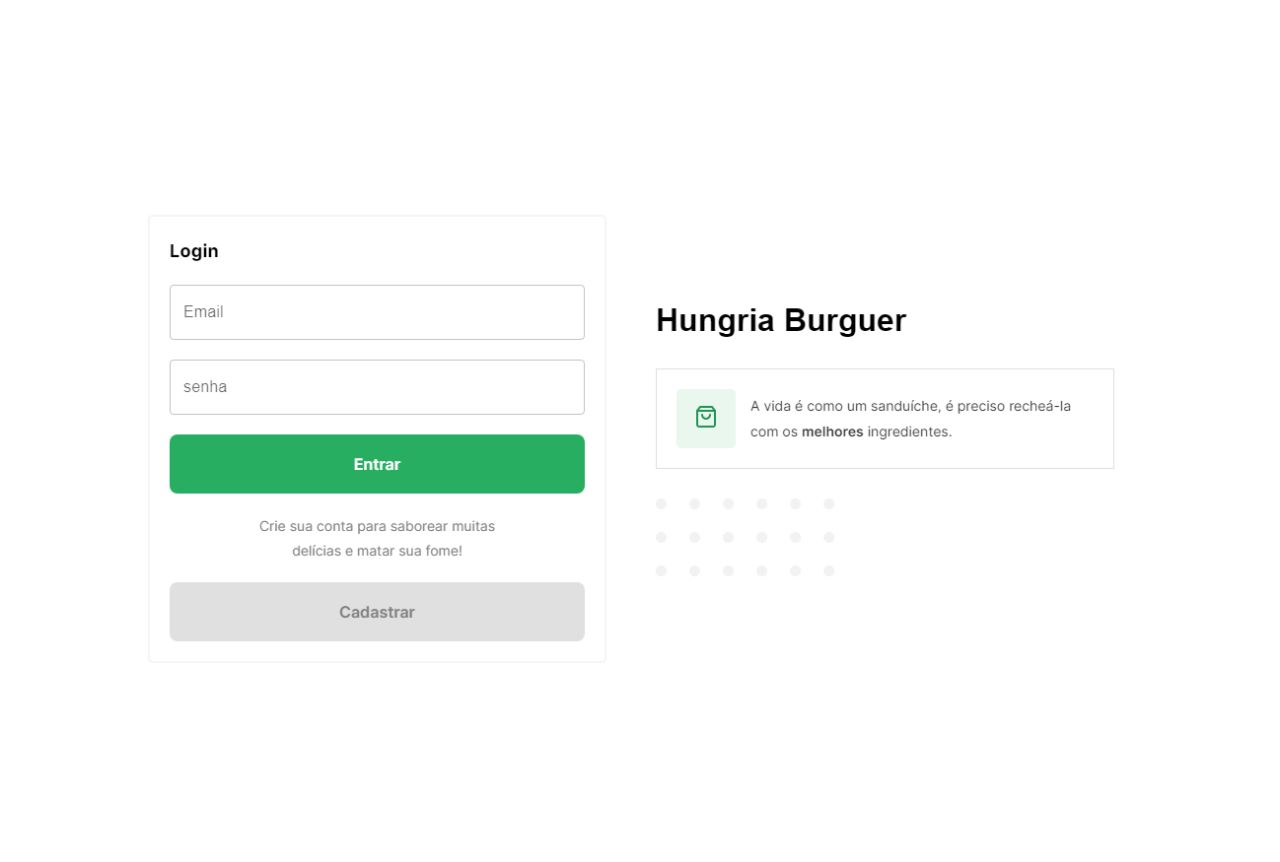 Login
Email
senha
Entrar
Crie sua conta para saborear muitas
delícias e matar sua fome!
Cadastrar
Hungria Burguer
A vida é como um sanduíche, é preciso recheá-la
com os melhores ingredientes.